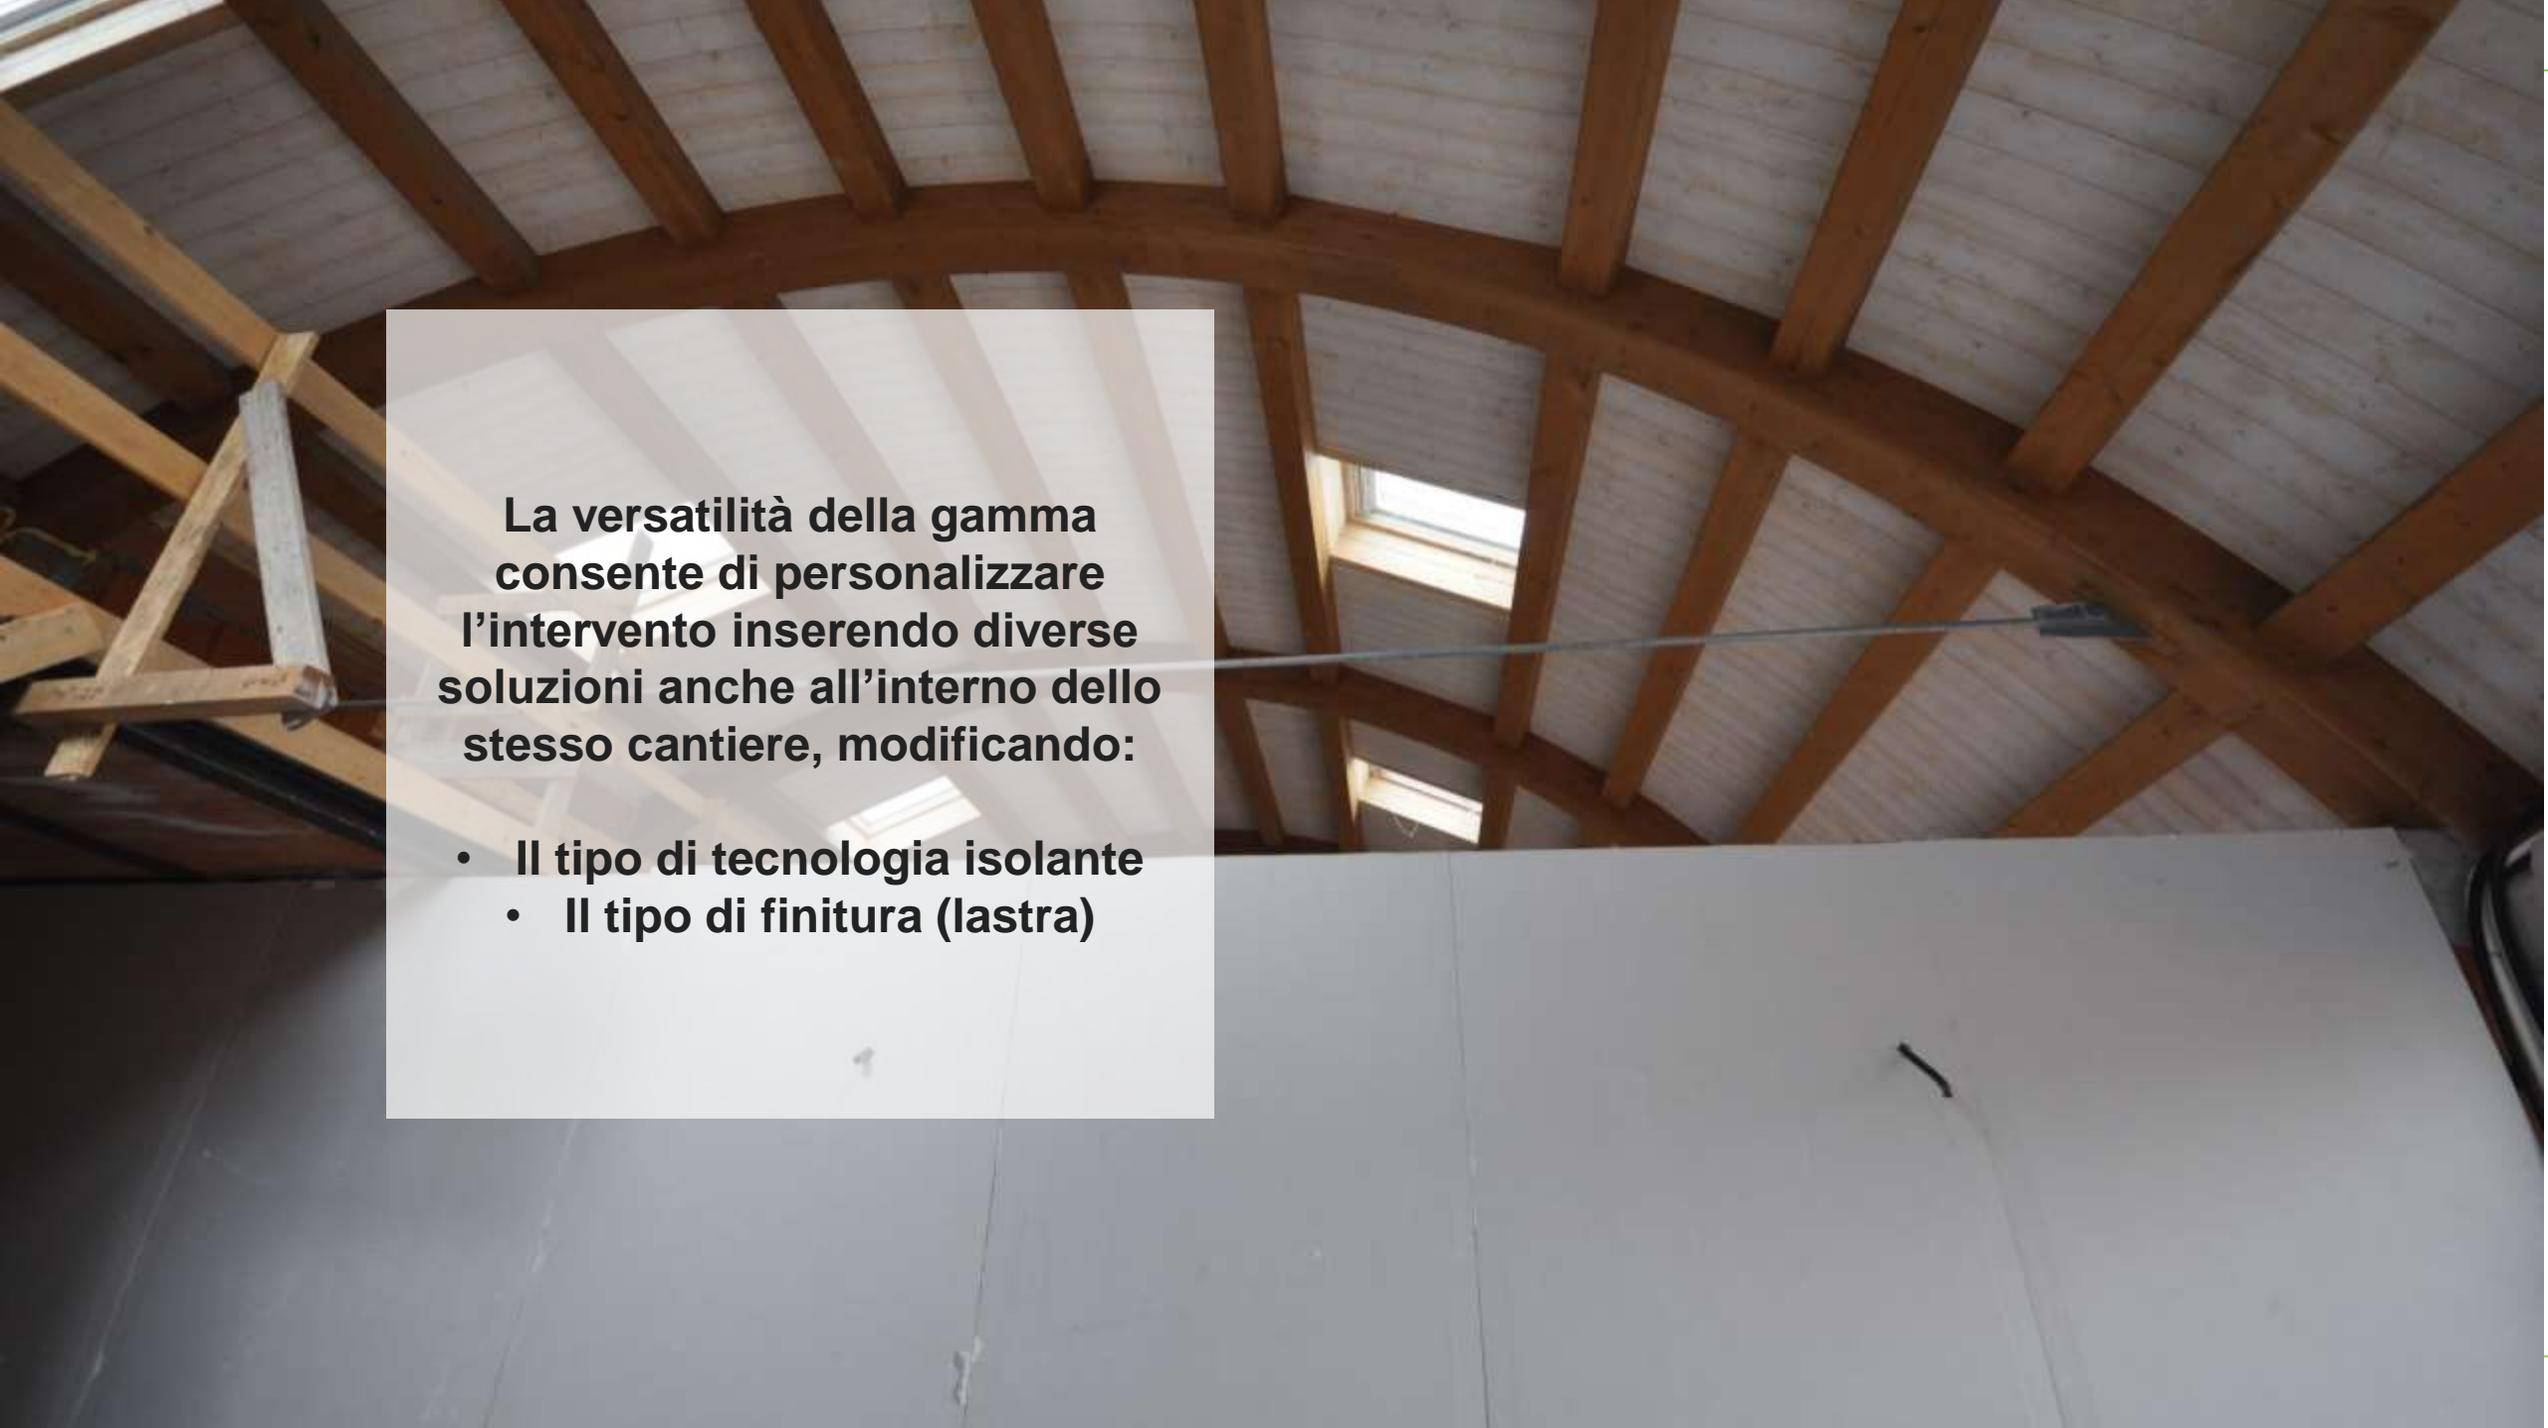 La versatilità della gamma
consente di personalizzare
l’intervento inserendo diverse
soluzioni anche all’interno dello
stesso cantiere, modificando:
• Il tipo di tecnologia isolante
• Il tipo di finitura (lastra)